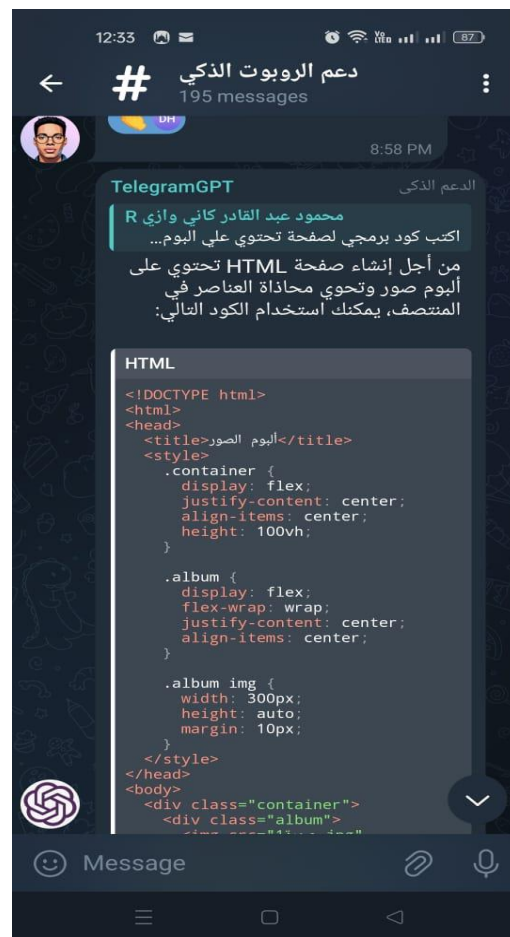 12:33
87
دعم الروبوت الذكي
195 messages
DH
8:58 PM
TelegramGPT
الدعم الذكي
محمود عبد القادر كاني وازي R
اكتب كود برمجي لصفحة تحتوي علي البوم...
من أجل إنشاء صفحة HTML تحتوي على
ألبوم صور وتحوي محاذاة العناصر في
المنتصف، يمكنك استخدام الكود التالي:
HTML
<!DOCTYPE html>
<html>
<head>
<title>ألبوم الصور</title>
<style>
.container {
display: flex;
justify-content: center;
align-items: center;
height: 100vh;
}
.album {
display: flex;
flex-wrap: wrap;
justify-content: center;
align-items: center;
}
.album img {
width: 300px;
height: auto;
margin: 10px;
}
</style>
</head>
<body>
<div class="container">
<div class="album">
Message